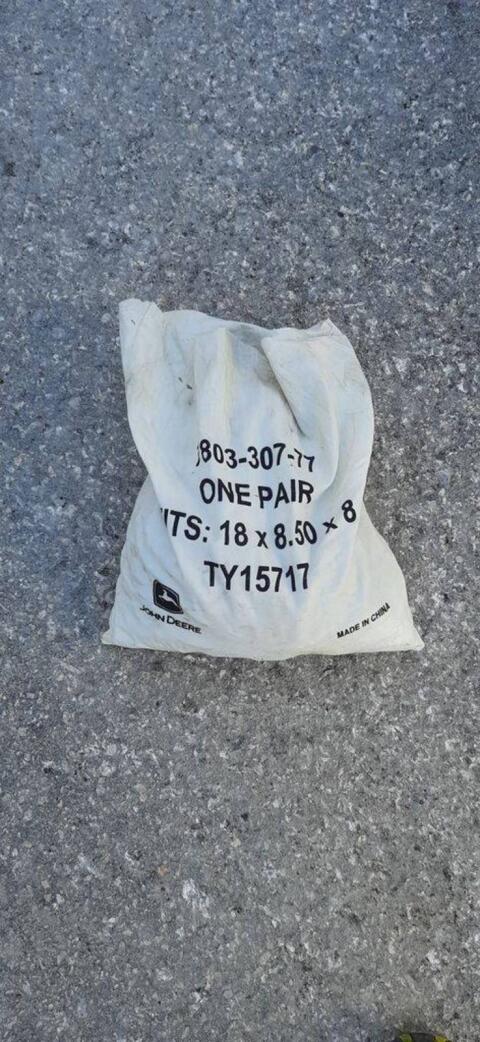 803-307-77
ONE PAIR
ITS: 18 x 8.50 x 8
TY15717
JOHN DEERE
MADE IN CHINA